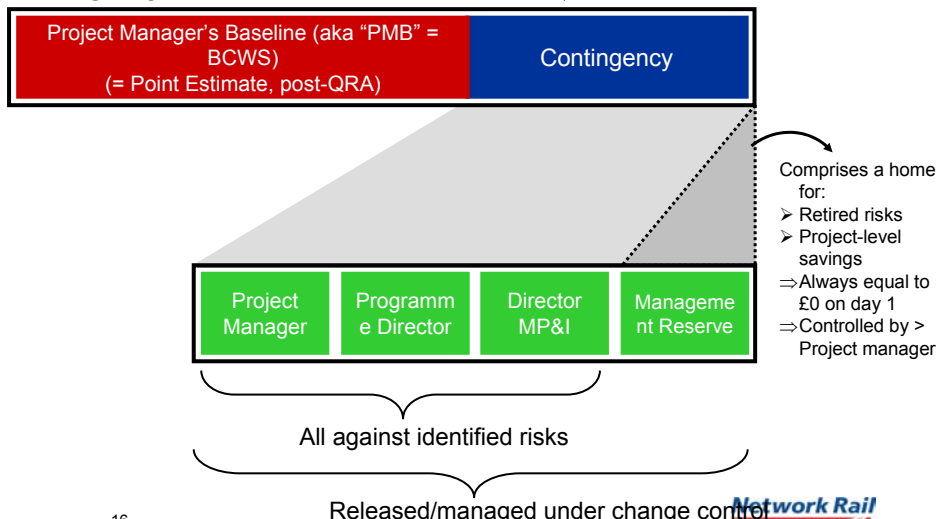 Project Manager's Baseline (aka "PMB" =
BCWS)
(= Point Estimate, post-QRA)
Contingency
Comprises a home
for:
➢ Retired risks
➢ Project-level
savings
⇒Always equal to
£0 on day 1
⇒Controlled by >
Project manager
Project
Manager
Programm
e Director
Director
MP&I
Manageme
nt Reserve
All against identified risks
Released/managed under change control
Network Rail
16